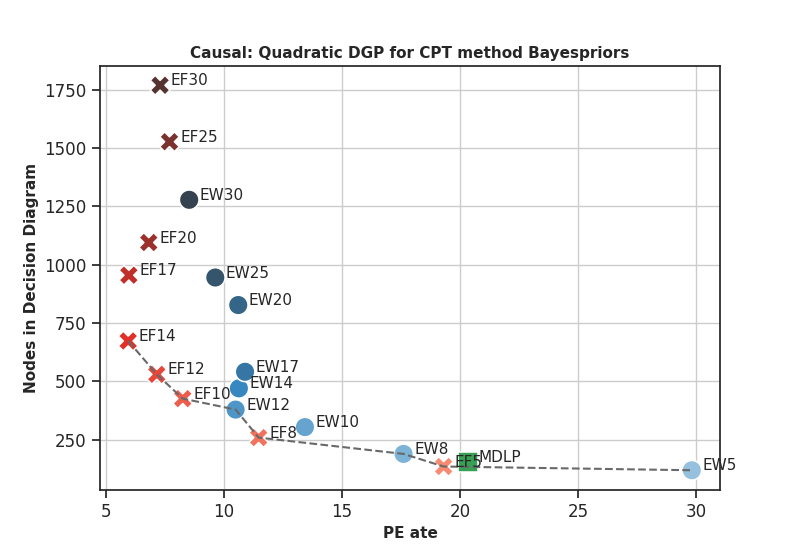 Causal: Quadratic DGP for CPT method Bayespriors
Nodes in Decision Diagram
1750
1500
1250
1000
750
500
250
EF30
EF25
EW30
EF20
EF17
EW25
EW20
EF14
EF12
EW17
EW14
EF10
EW12
EW10
EF8
EW8
EF5
MDLP
EW5
5
10
15
20
25
30
PE ate